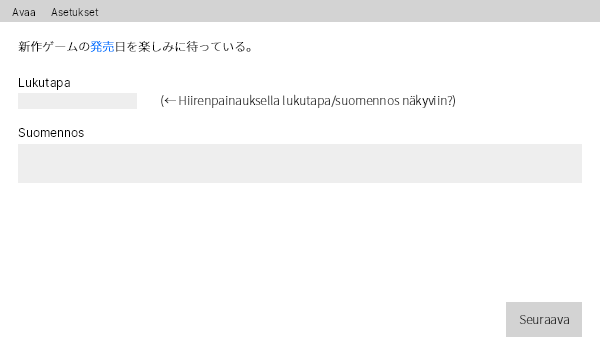 Avaa Asetukset
新作ゲームの発売日を楽しみに待っている。
Lukutapa
(← Hiirenpainauksella lukutapa/suomennos näkyviin?)
Suomennos
Seuraava